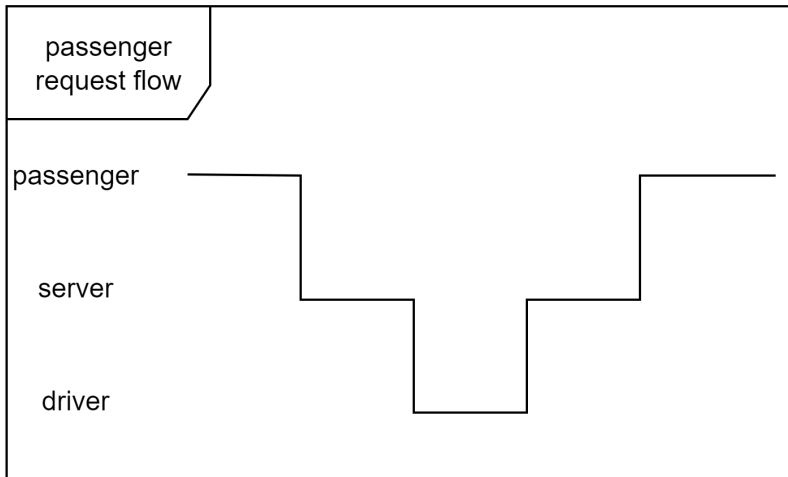 passenger
request flow
passenger
server
driver